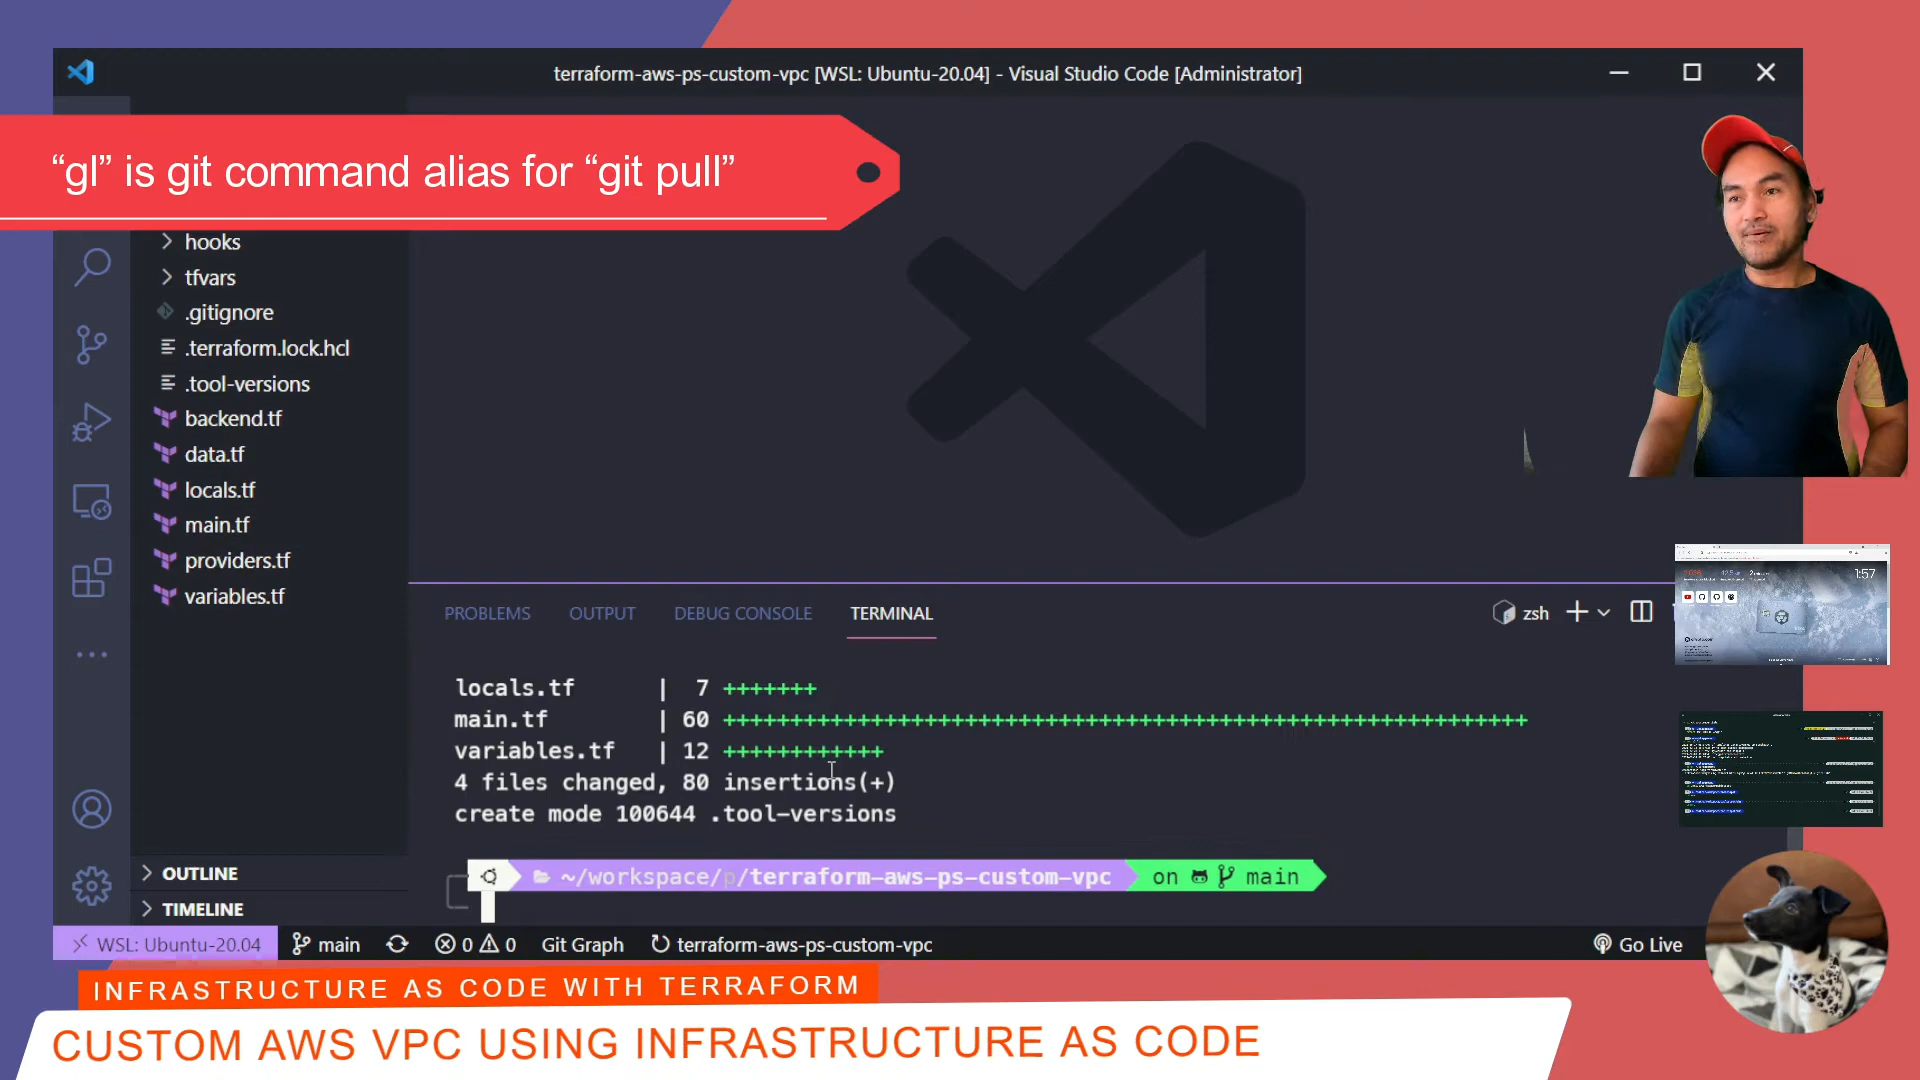 terraform-aws-ps-custom-vpc [WSL: Ubuntu-20.04] - Visual Studio Code [Administrator]
“gl” is git command alias for “git pull”
hooks
tfvars
.gitignore
.terraform.lock.hcl
.tool-versions
backend.tf
data.tf
locals.tf
main.tf
providers.tf
variables.tf
OUTLINE
TIMELINE
PROBLEMS OUTPUT DEBUG CONSOLE TERMINAL zsh
locals.tf | 7 +++++++
main.tf | 60 ++++++++++++++++++++++++++++++++++++++++++++++++++++++++++++
variables.tf | 12 ++++++++++++
4 files changed, 80 insertions(+)
create mode 100644 .tool-versions
~/workspace/p/terraform-aws-ps-custom-vpc on main
WSL: Ubuntu-20.04 main 0 0 Git Graph terraform-aws-ps-custom-vpc Go Live
1:57
INFRASTRUCTURE AS CODE WITH TERRAFORM
CUSTOM AWS VPC USING INFRASTRUCTURE AS CODE